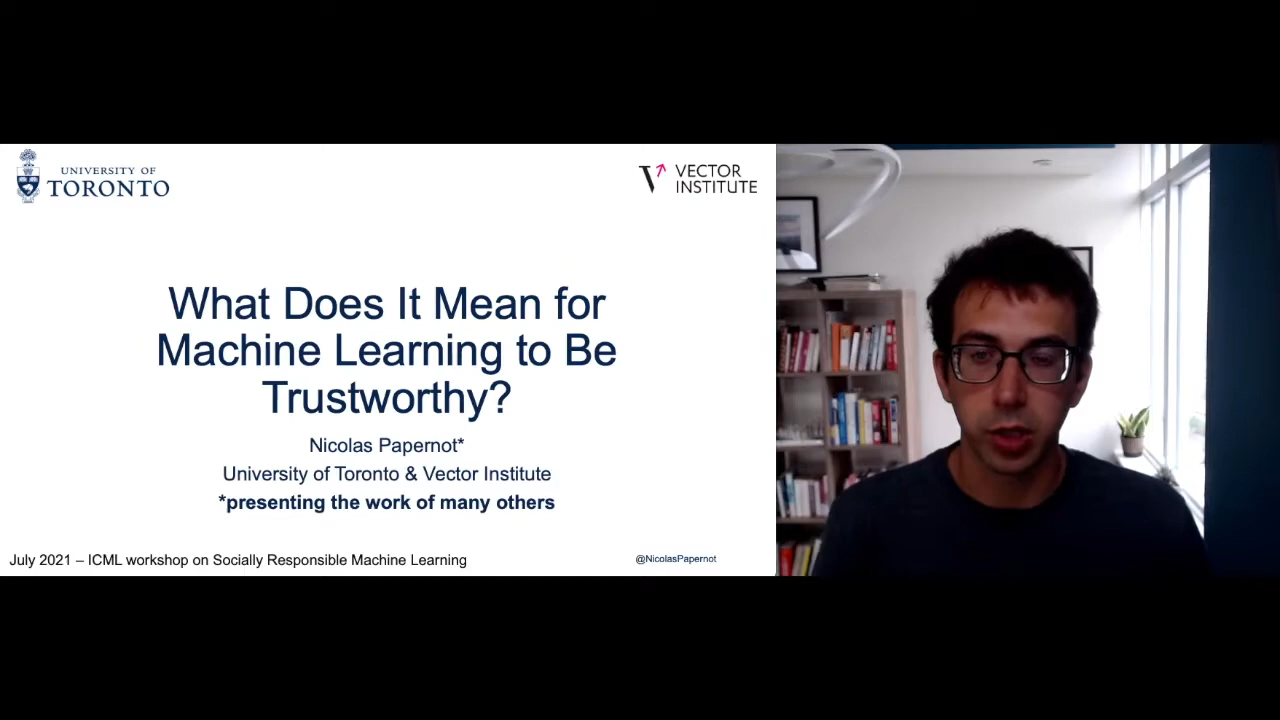 UNIVERSITY OF
TORONTO
VECTOR
INSTITUTE
What Does It Mean for
Machine Learning to Be
Trustworthy?
Nicolas Papernot*
University of Toronto & Vector Institute
*presenting the work of many others
July 2021 – ICML workshop on Socially Responsible Machine Learning
@NicolasPapernot